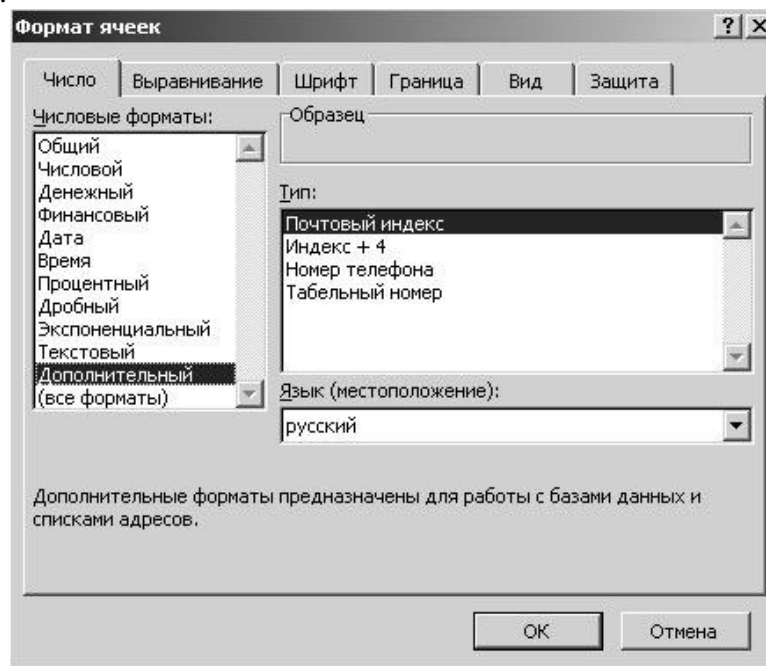 Формат ячеек
Число Выравнивание Шрифт Граница Вид Защита
Числовые форматы:
Общий
Числовой
Денежный
Финансовый
Дата
Время
Процентный
Дробный
Экспоненциальный
Текстовый
Дополнительный
(все форматы)
Образец
Тип:
Почтовый индекс
Индекс + 4
Номер телефона
Табельный номер
Язык (местоположение):
русский
Дополнительные форматы предназначены для работы с базами данных и
списками адресов.
ОК Отмена